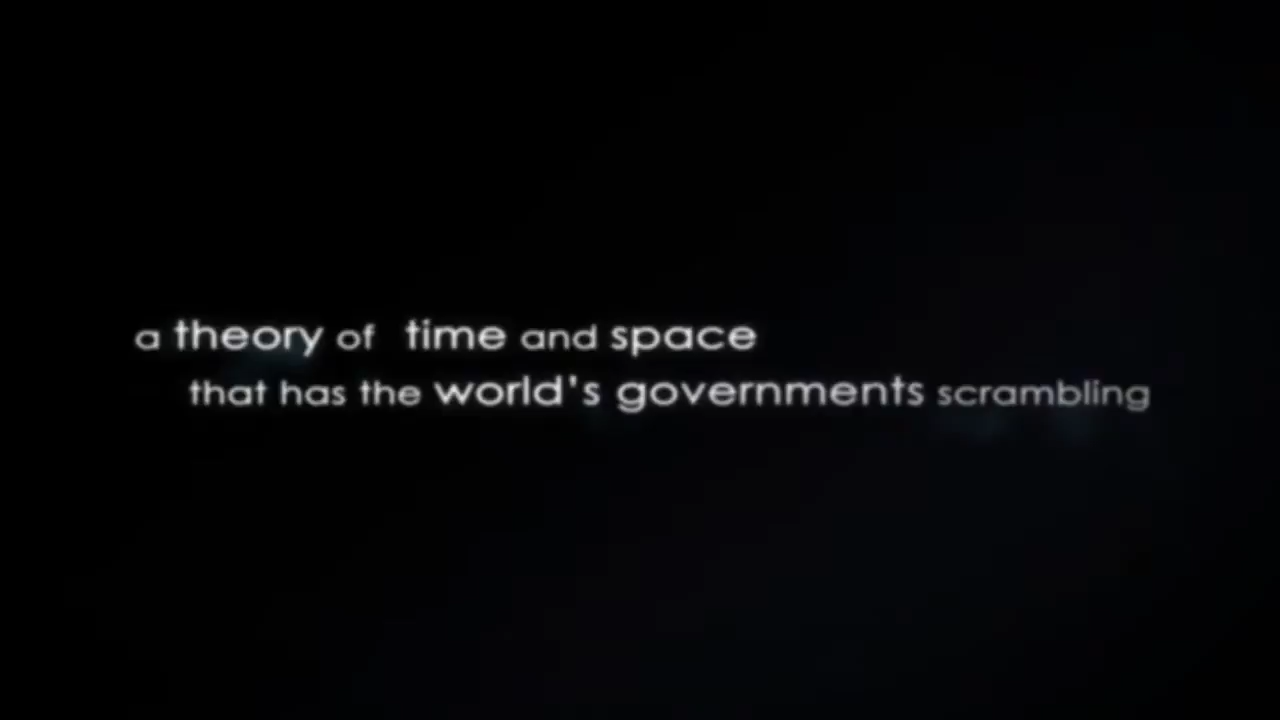 a theory of time and space
that has the world's governments scrambling